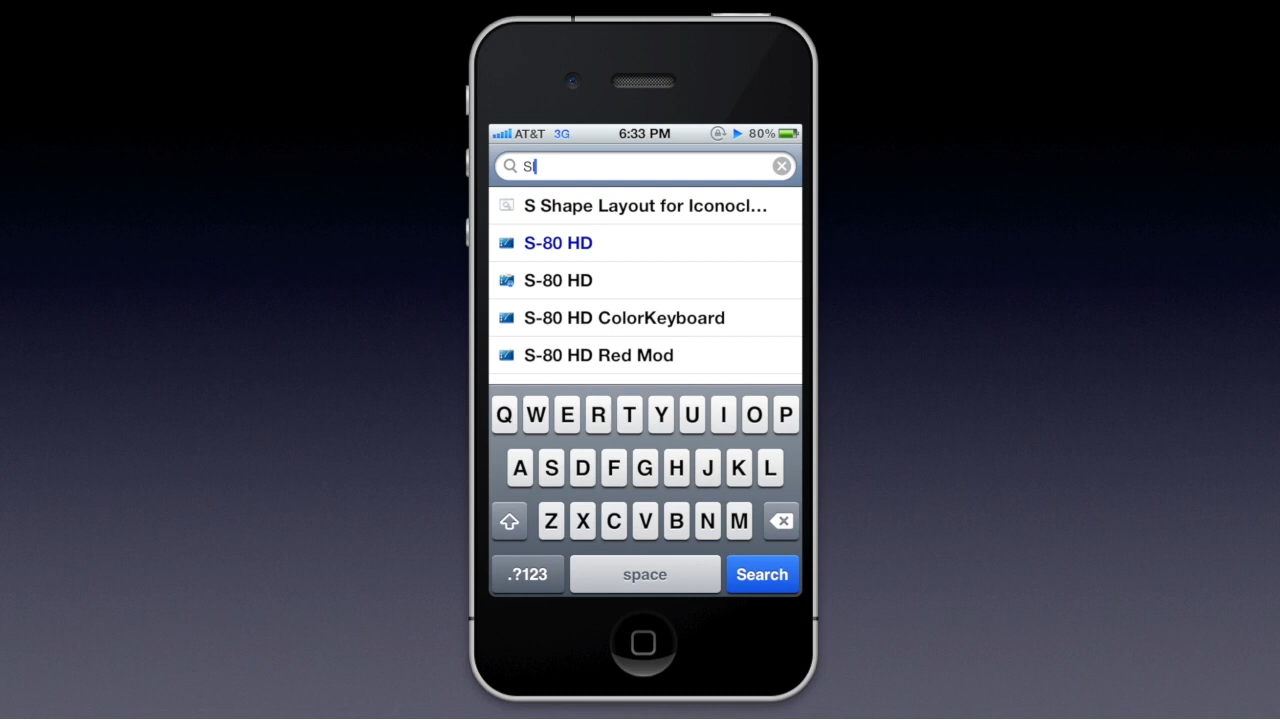 AT&T 3G 6:33 PM 80%
S
S Shape Layout for Iconocl...
S-80 HD
S-80 HD
S-80 HD ColorKeyboard
S-80 HD Red Mod
Q W E R T Y U I O P
A S D F G H J K L
Z X C V B N M
.?123 space Search